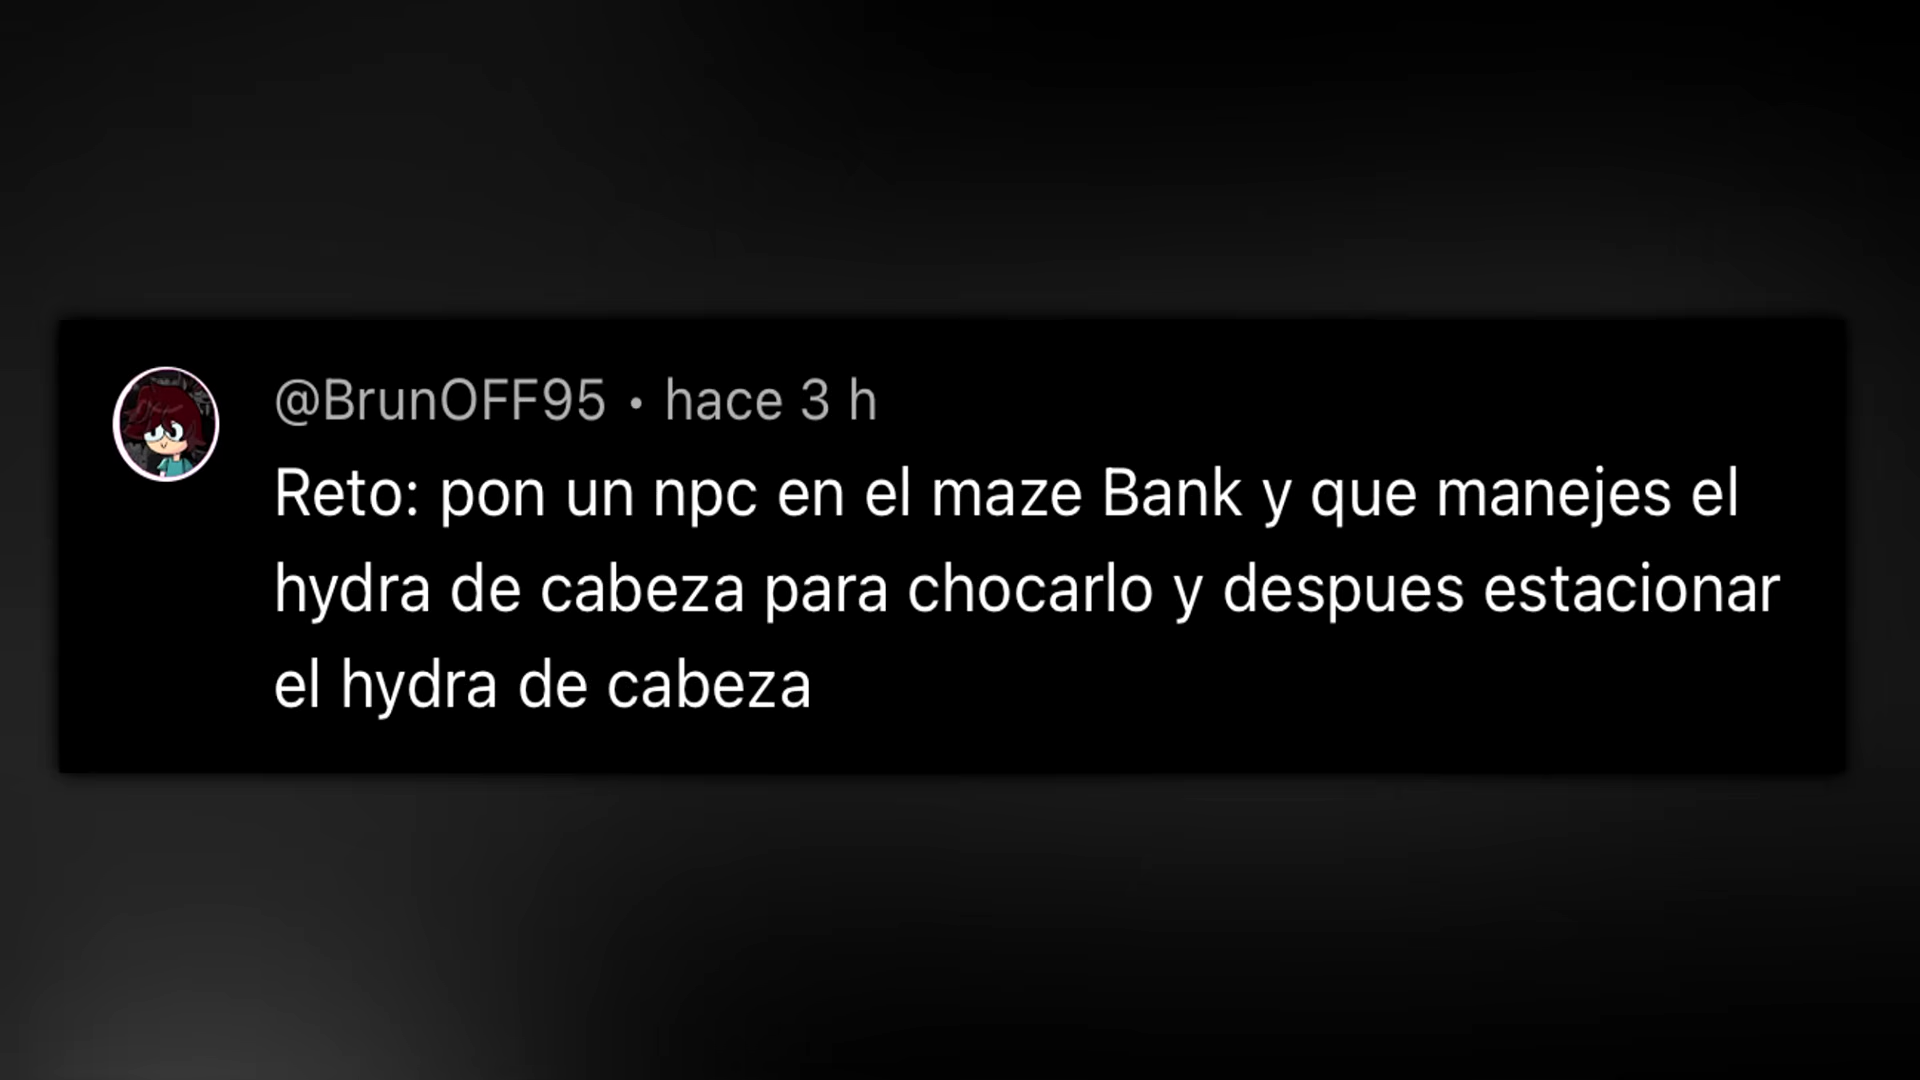 @BrunOFF95 • hace 3 h
Reto: pon un npc en el maze Bank y que manejes el
hydra de cabeza para chocarlo y despues estacionar
el hydra de cabeza